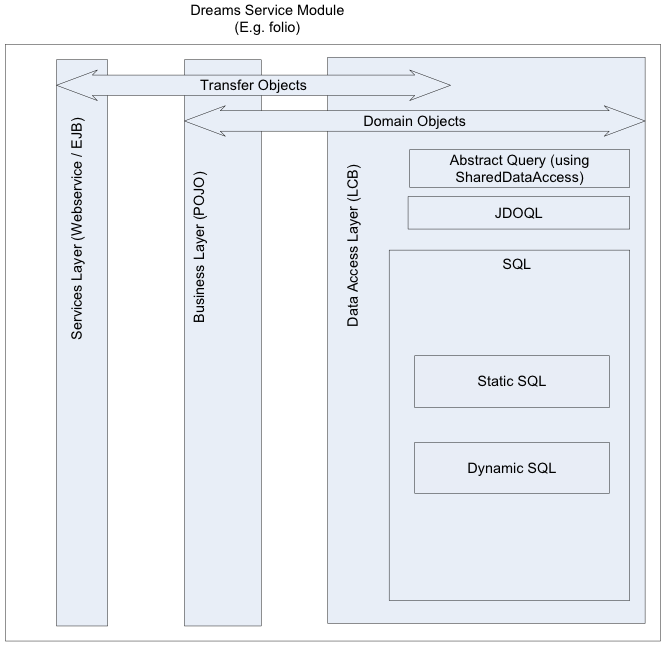 Dreams Service Module
(E.g. folio)
Transfer Objects
Domain Objects
Services Layer (Webservice / EJB)
Business Layer (POJO)
Data Access Layer (LCB)
Abstract Query (using
SharedDataAccess)
JDOQL
SQL
Static SQL
Dynamic SQL